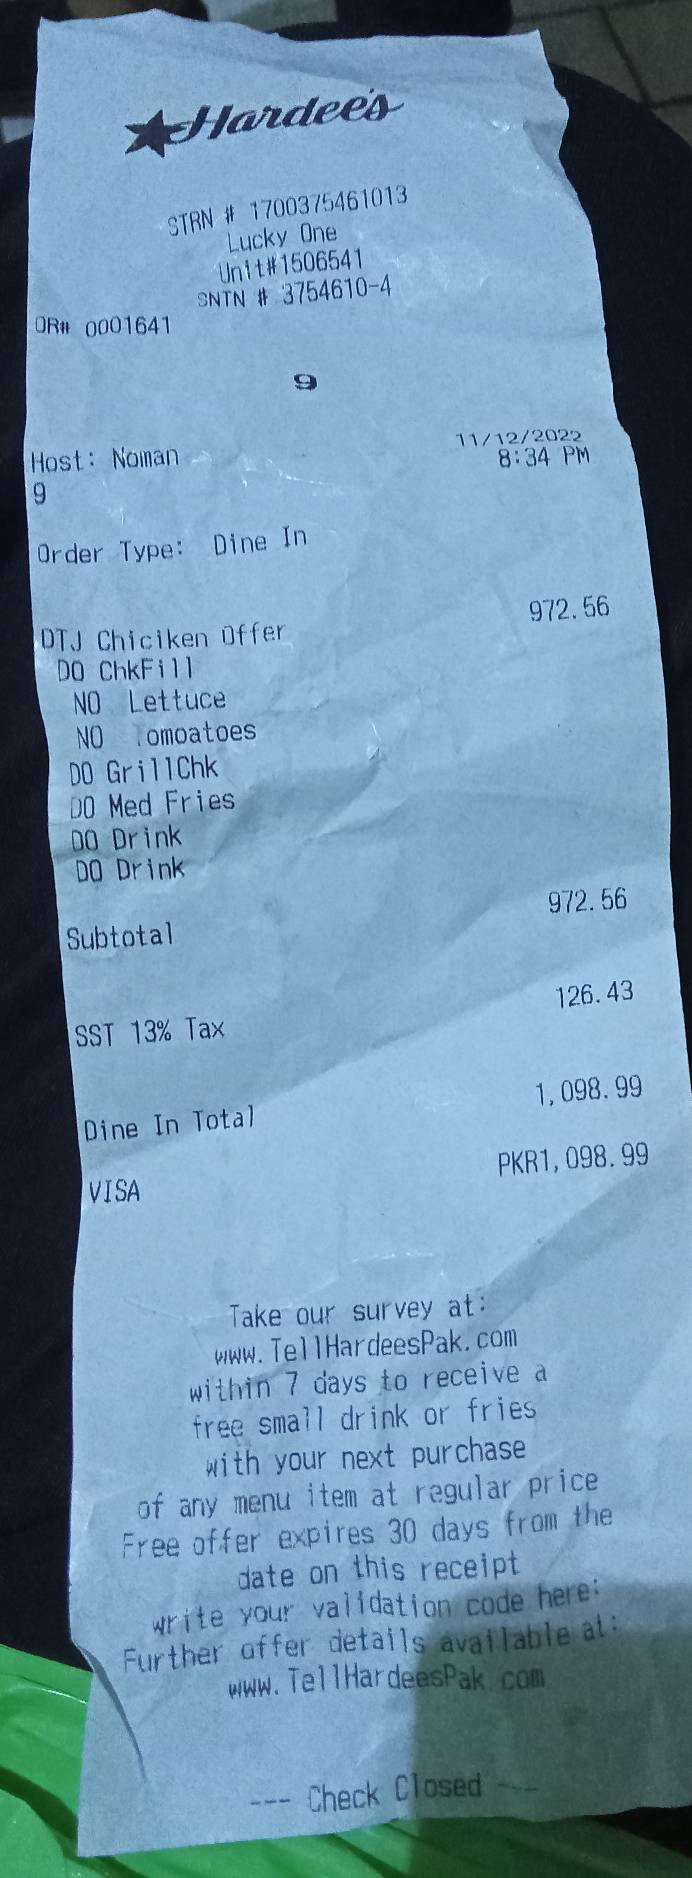 Hardee's
STRN # 1700375461013
Lucky One
Unit#1506541
SNTN # 3754610-4
OR# 0001641
9
11/12/2022
Host: Noman 8:34 PM
9
Order Type: Dine In
DTJ Chiciken Offer 972.56
DO ChkFill
NO Lettuce
NO Tomoatoes
DO GrillChk
DO Med Fries
DO Drink
DO Drink
Subtotal 972.56
SST 13% Tax 126.43
Dine In Total 1,098.99
VISA PKR1,098.99
Take our survey at:
www.TellHardeesPak.com
within 7 days to receive a
free small drink or fries
with your next purchase
of any menu item at regular price
Free offer expires 30 days from the
date on this receipt
write your validation code here:
Further offer details available at:
www.TellHardeesPak.com
--- Check Closed ---